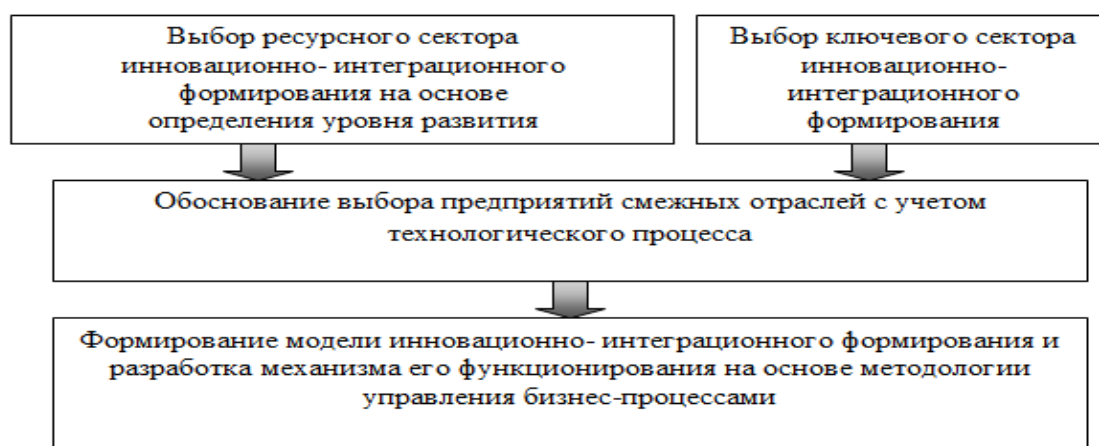 Выбор ресурсного сектора
инновационно- интеграционного
формирования на основе
определения уровня развития
Выбор ключевого сектора
инновационно-
интеграционного
формирования
Обоснование выбора предприятий смежных отраслей с учетом
технологического процесса
Формирование модели инновационно- интеграционного формирования и
разработка механизма его функционирования на основе методологии
управления бизнес-процессами